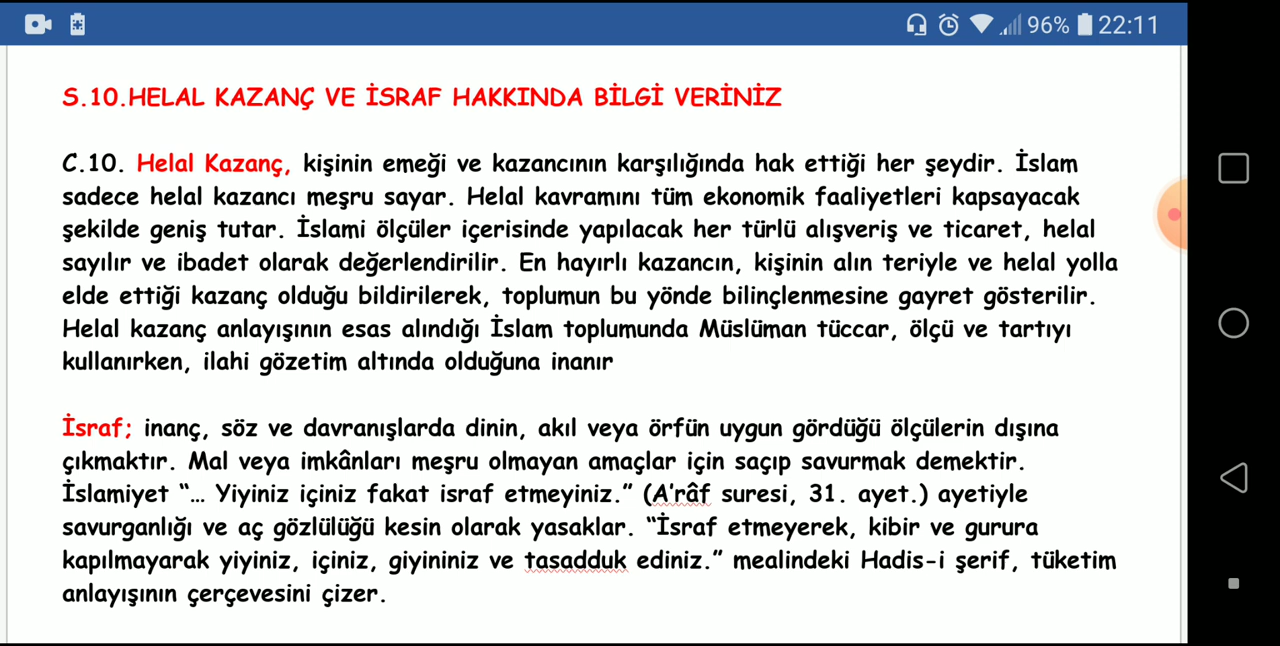 96% 22:11
S.10.HELAL KAZANÇ VE İSRAF HAKKINDA BİLGİ VERİNİZ
C.10. Helal Kazanç, kişinin emeği ve kazancının karşılığında hak ettiği her şeydir. İslam
sadece helal kazancı meşru sayar. Helal kavramını tüm ekonomik faaliyetleri kapsayacak
şekilde geniş tutar. İslami ölçüler içerisinde yapılacak her türlü alışveriş ve ticaret, helal
sayılır ve ibadet olarak değerlendirilir. En hayırlı kazancın, kişinin alın teriyle ve helal yolla
elde ettiği kazanç olduğu bildirilerek, toplumun bu yönde bilinçlenmesine gayret gösterilir.
Helal kazanç anlayışının esas alındığı İslam toplumunda Müslüman tüccar, ölçü ve tartıyı
kullanırken, ilahi gözetim altında olduğuna inanır
İsraf; inanç, söz ve davranışlarda dinin, akıl veya örfün uygun gördüğü ölçülerin dışına
çıkmaktır. Mal veya imkânları meşru olmayan amaçlar için saçıp savurmak demektir.
İslamiyet “… Yiyiniz içiniz fakat israf etmeyiniz.” (A’râf suresi, 31. ayet.) ayetiyle
savurganlığı ve aç gözlülüğü kesin olarak yasaklar. “İsraf etmeyerek, kibir ve gurura
kapılmayarak yiyiniz, içiniz, giyininiz ve tasadduk ediniz.” mealindeki Hadis-i şerif, tüketim
anlayışının çerçevesini çizer.